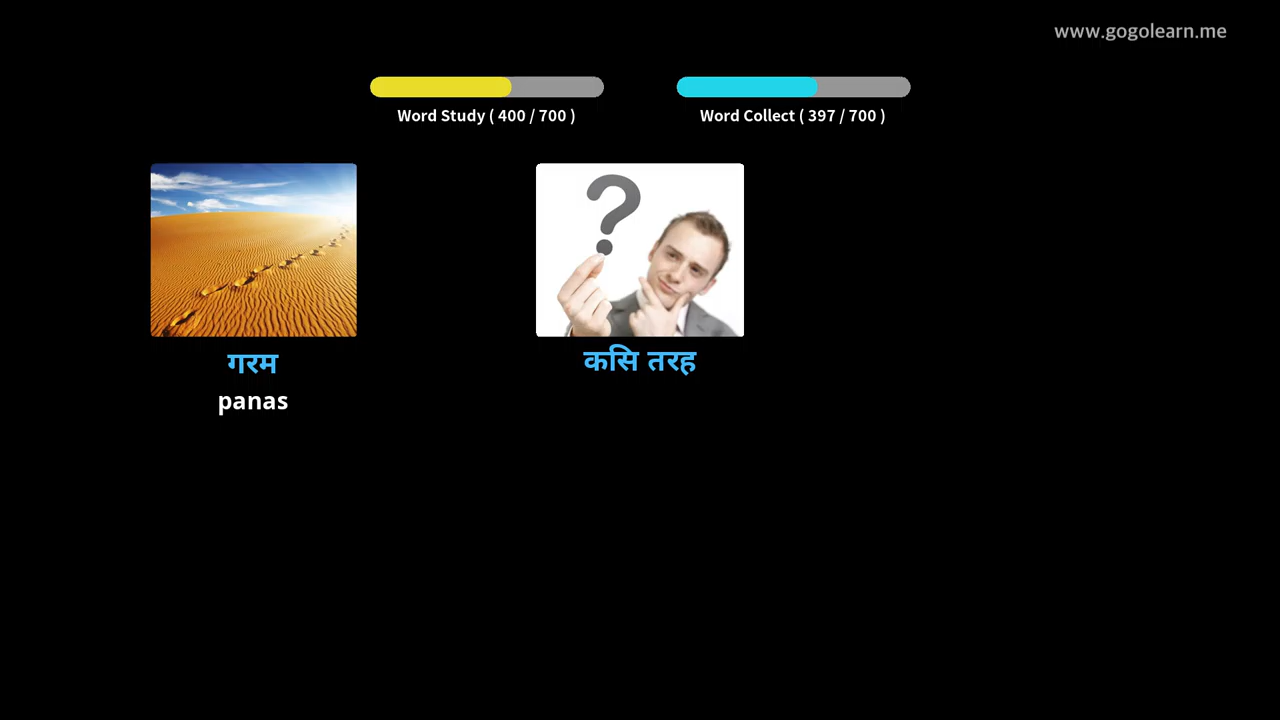 www.gogolearn.me
Word Study ( 400 / 700 )
Word Collect ( 397 / 700 )
गरम
panas
कसि तरह